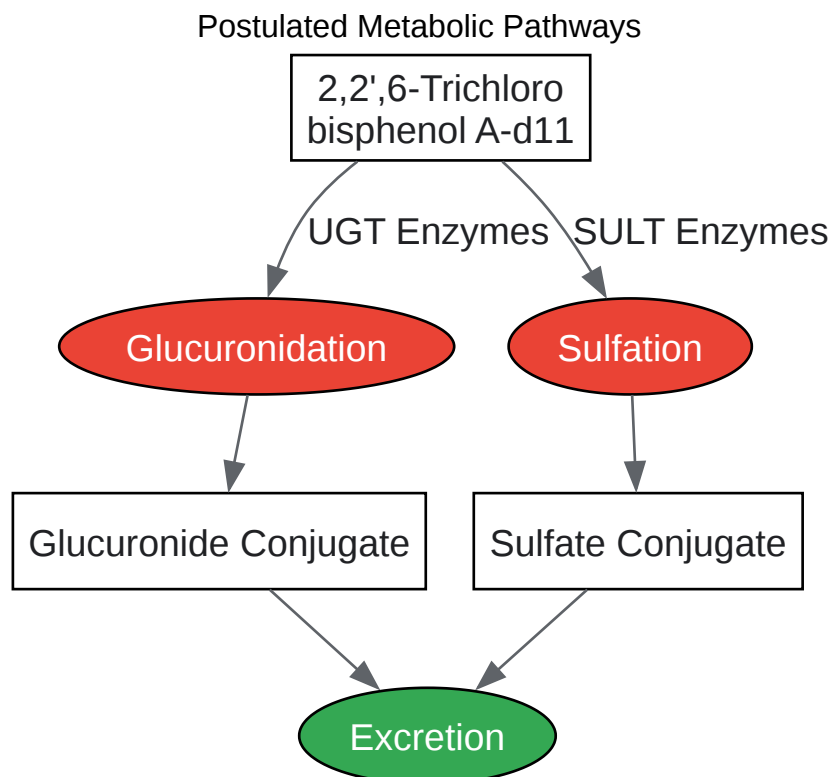 Postulated Metabolic Pathways
2,2',6-Trichloro
bisphenol A-d11
UGT Enzymes
SULT Enzymes
Glucuronidation
Sulfation
Glucuronide Conjugate
Sulfate Conjugate
Excretion